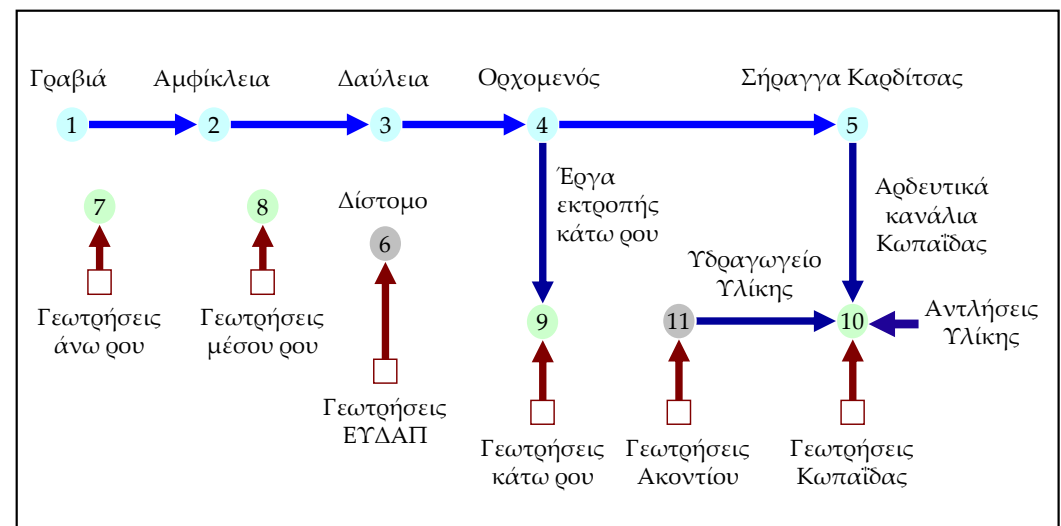 Γραβιά
Αμφίκλεια
Δαύλεια
Ορχομενός
Σήραγγα Καρδίτσας
1
2
3
4
5
Έργα
εκτροπής
κάτω ρου
Αρδευτικά
κανάλια
Κωπαΐδας
7
8
Δίστομο
6
Υδραγωγείο
Υλίκης
Γεωτρήσεις
άνω ρου
Γεωτρήσεις
μέσου ρου
9
11
10
Αντλήσεις
Υλίκης
Γεωτρήσεις
ΕΥΔΑΠ
Γεωτρήσεις
κάτω ρου
Γεωτρήσεις
Ακοντίου
Γεωτρήσεις
Κωπαΐδας